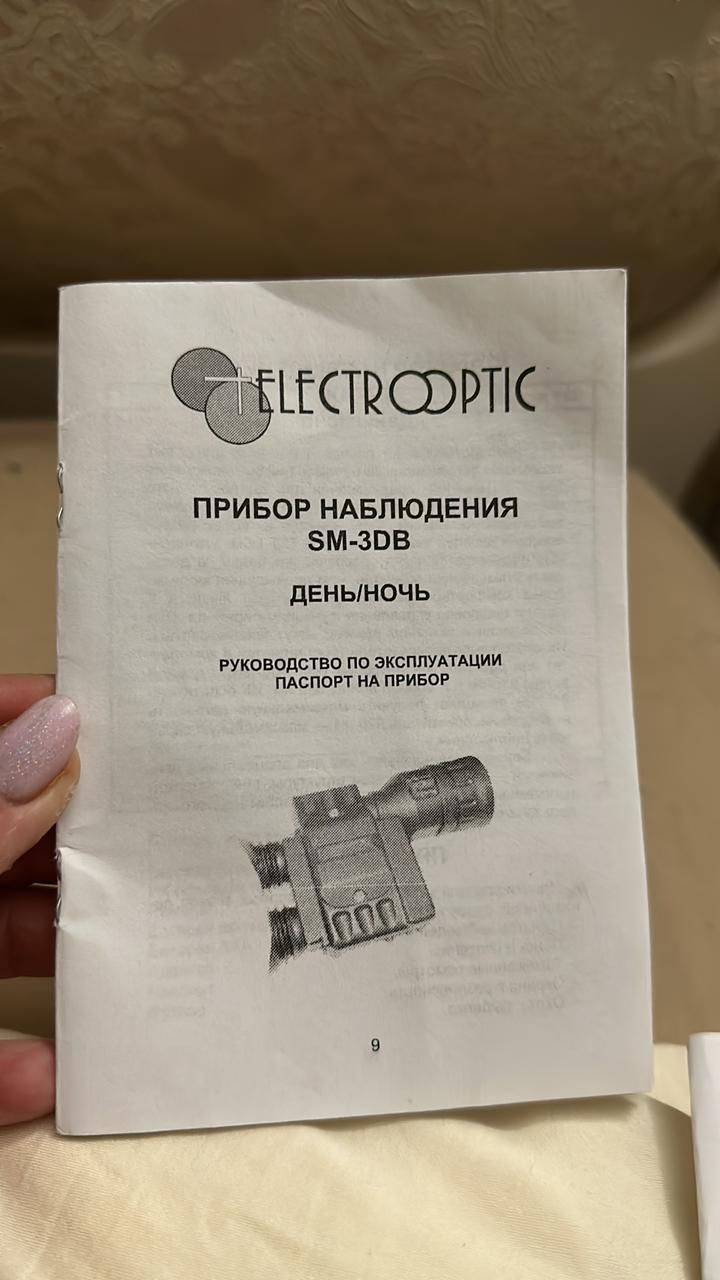 ELECTROOPTIC
ПРИБОР НАБЛЮДЕНИЯ
SM-3DB
ДЕНЬ/НОЧЬ
РУКОВОДСТВО ПО ЭКСПЛУАТАЦИИ
ПАСПОРТ НА ПРИБОР
9